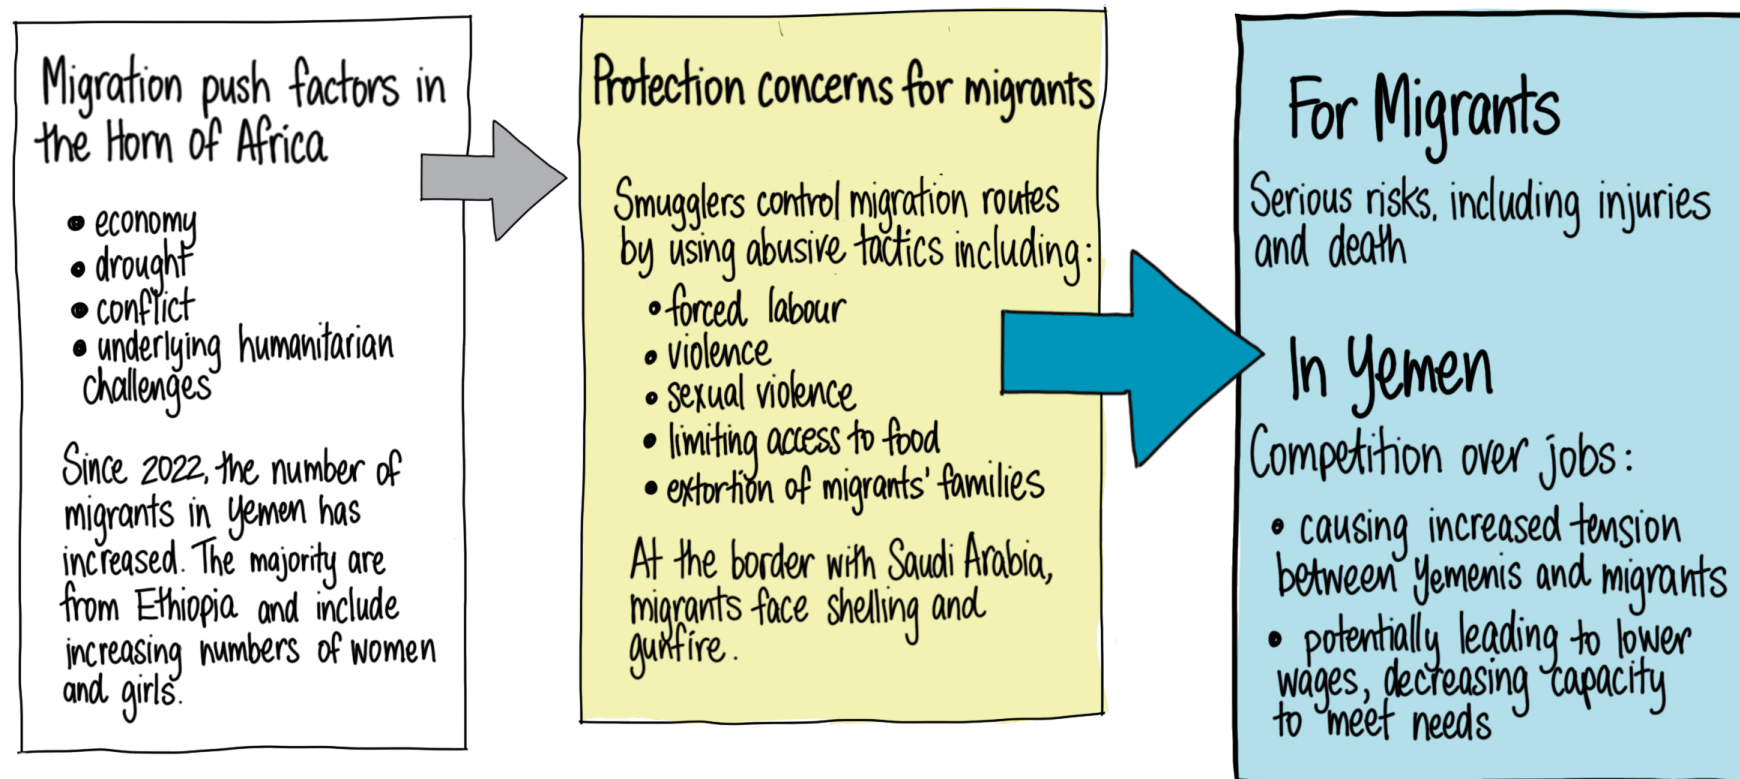 Migration push factors in
the Horn of Africa
• economy
• drought
• conflict
• underlying humanitarian
challenges
Since 2022, the number of
migrants in Yemen has
increased. The majority are
from Ethiopia and include
increasing numbers of women
and girls.
Protection concerns for migrants
Smugglers control migration routes
by using abusive tactics including:
• forced labour
• violence
• sexual violence
• limiting access to food
• extortion of migrants' families
At the border with Saudi Arabia,
migrants face shelling and
gunfire.
For Migrants
Serious risks, including injuries
and death
In Yemen
Competition over jobs:
• causing increased tension
between Yemenis and migrants
• potentially leading to lower
wages, decreasing capacity
to meet needs